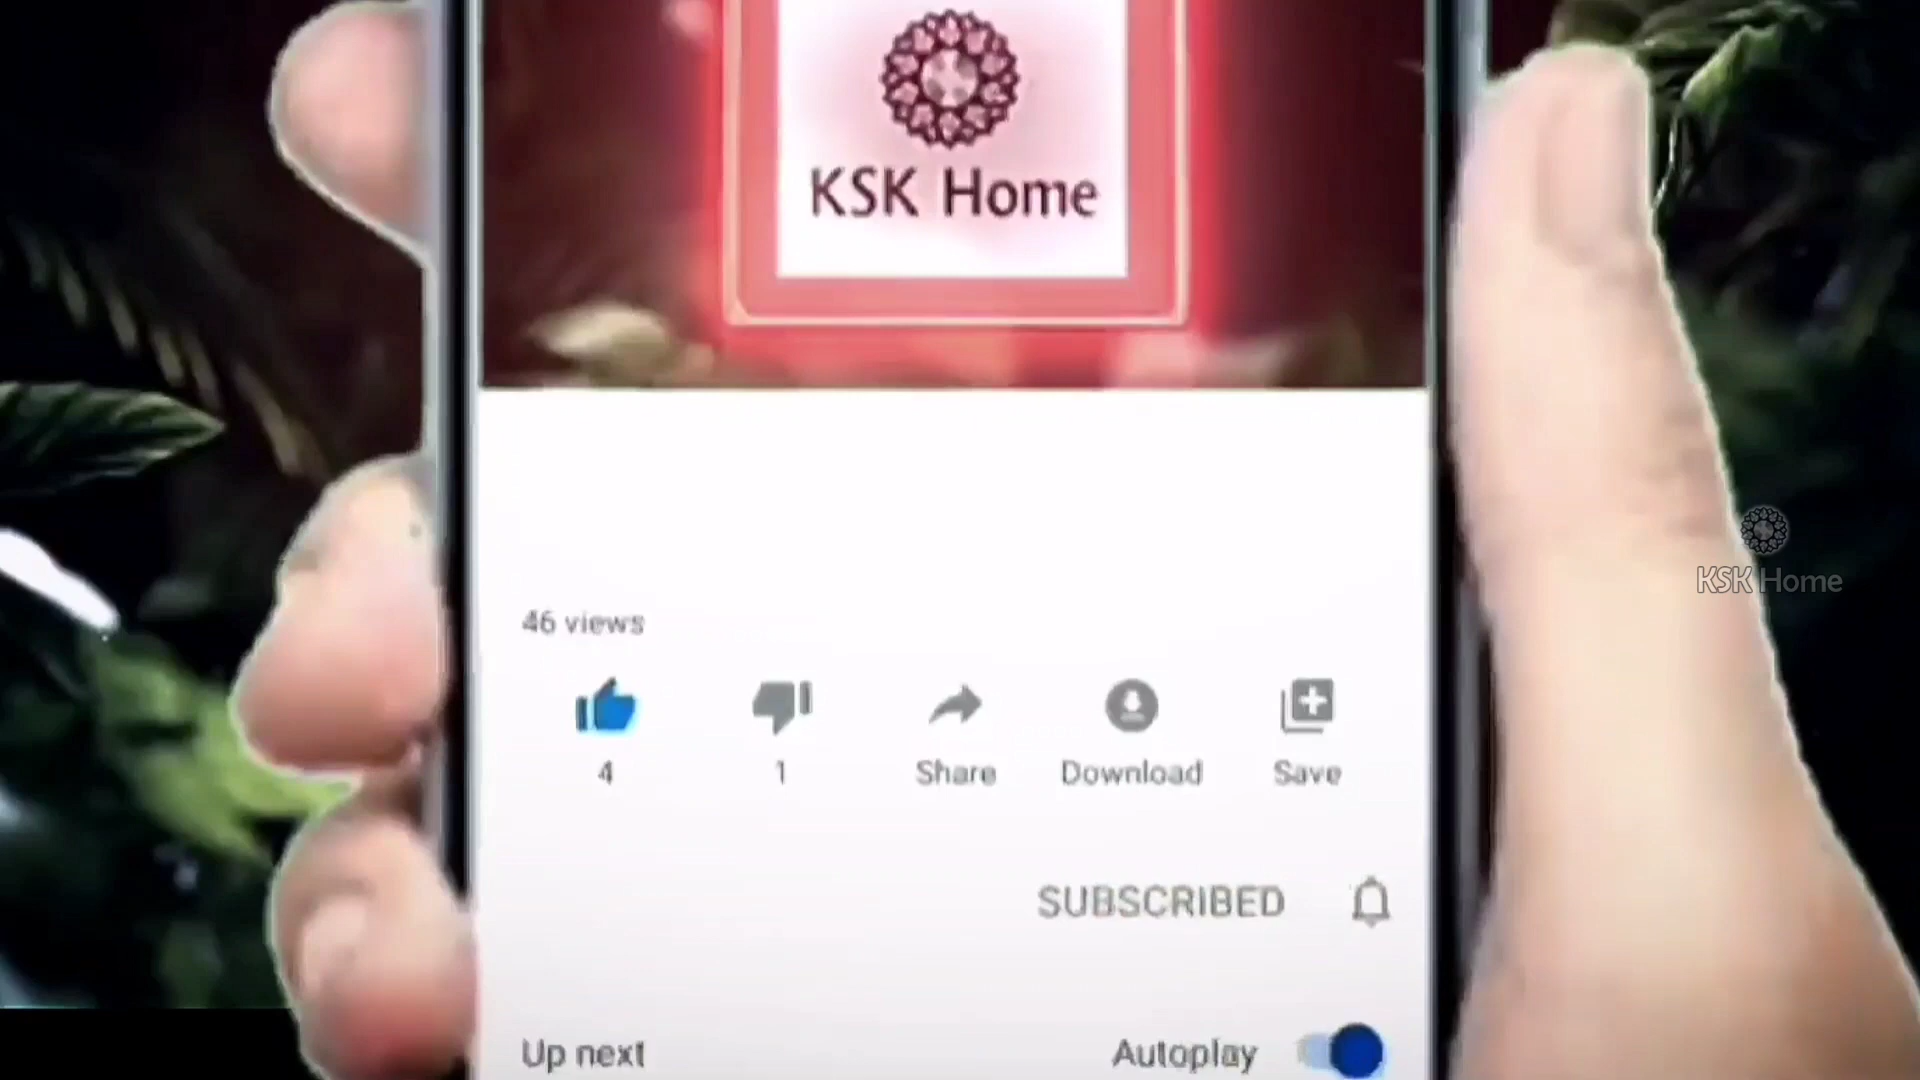 KSK Home
46 views
4
1
Share
Download
Save
SUBSCRIBED
Up next
Autoplay
KSK Home